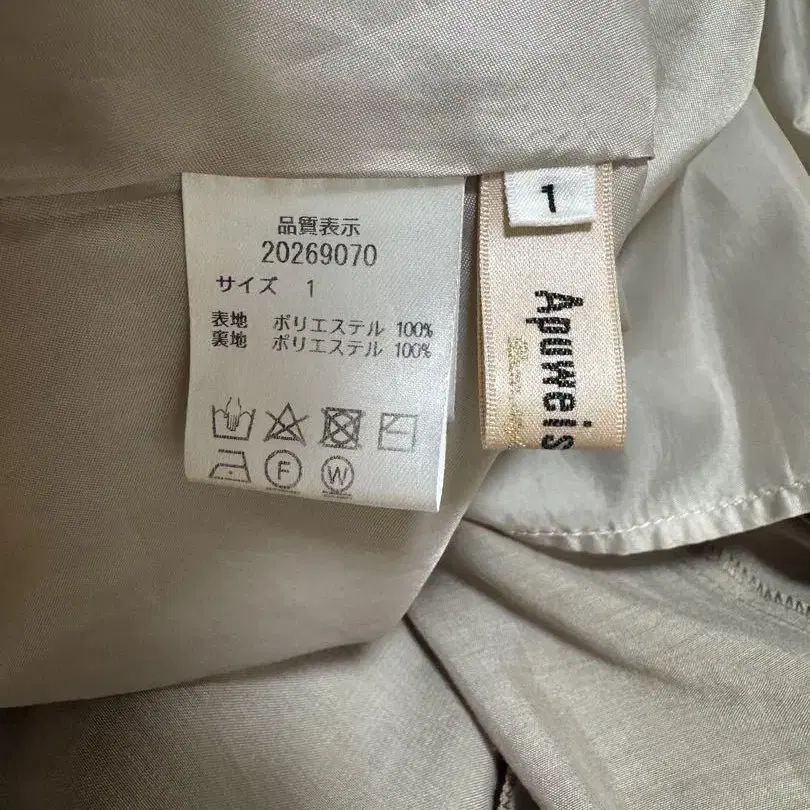 品質表示
20269070
サイズ 1
表地 ポリエステル 100%
裏地 ポリエステル 100%
F
W
1
Apuweis